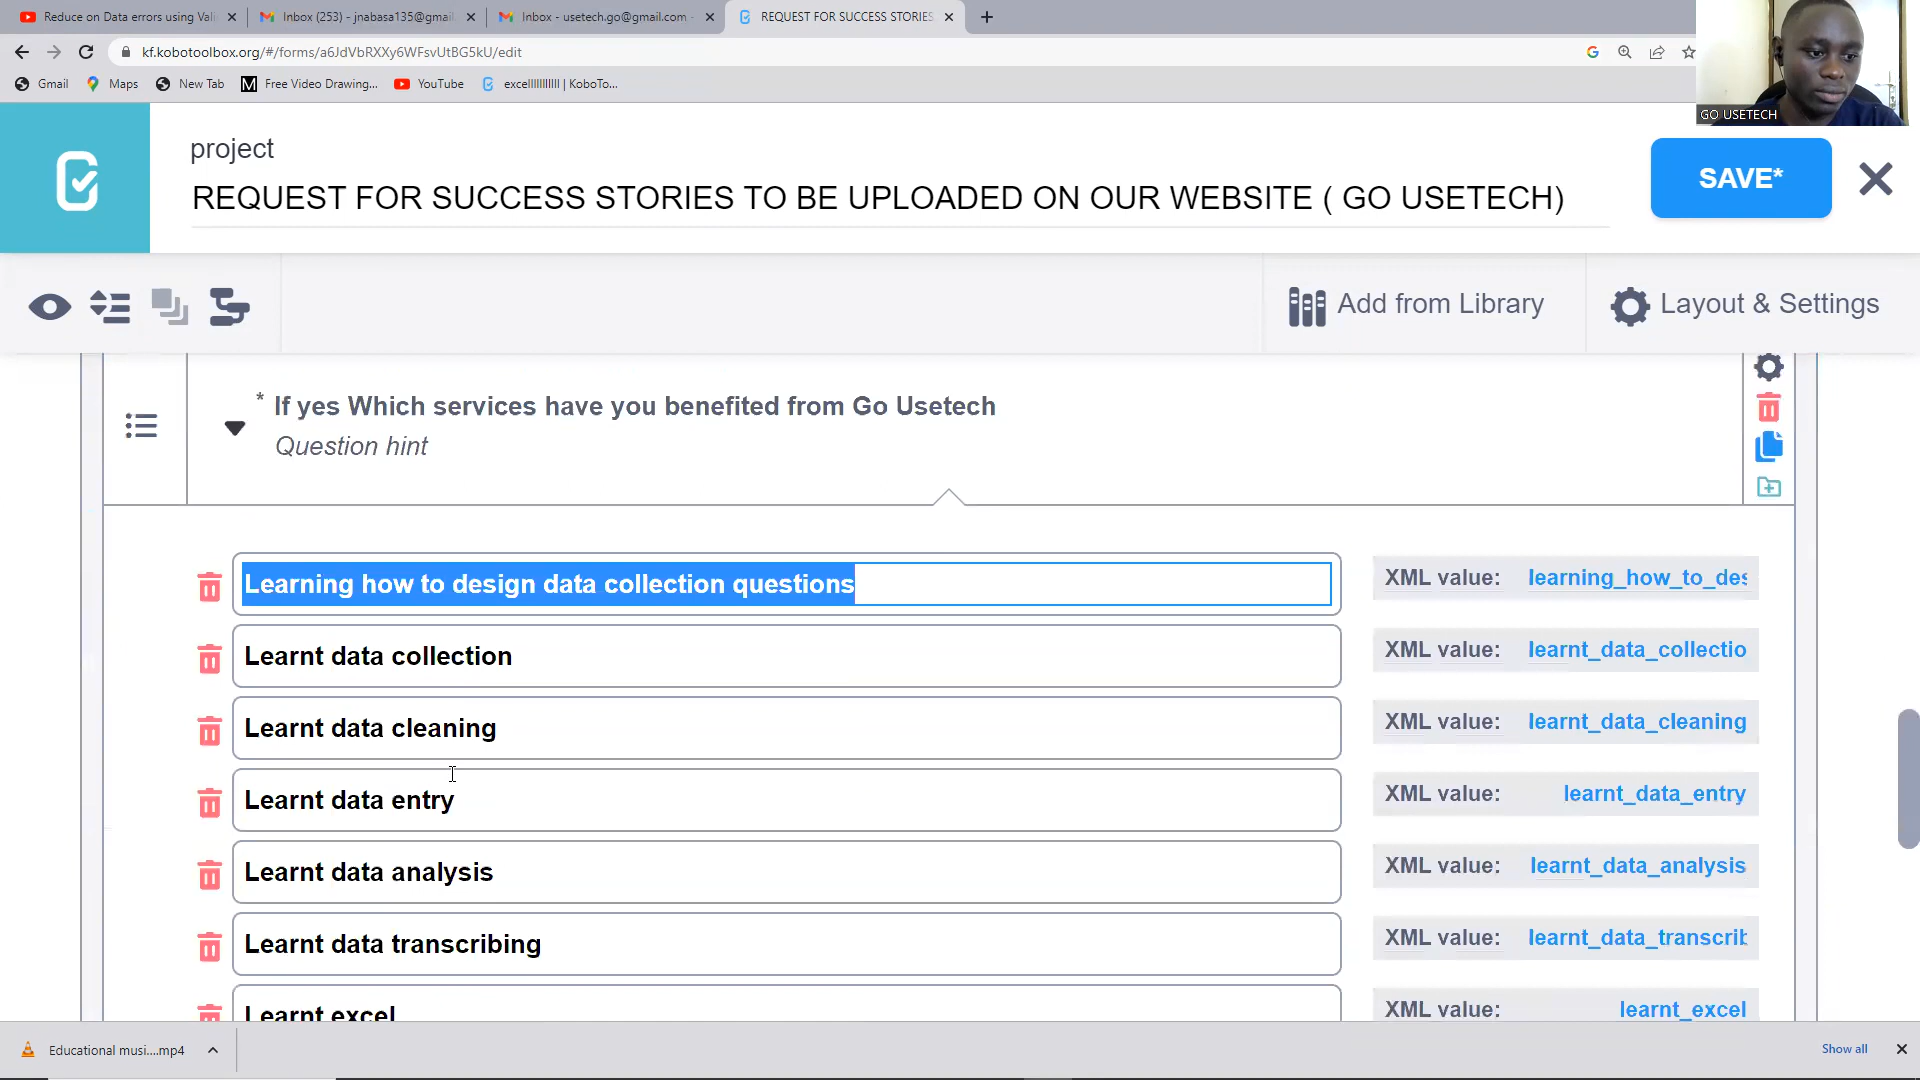 Reduce on Data errors using Vali
Inbox (253) - jnabasa135@gmail.
Inbox - usetech.go@gmail.com -
REQUEST FOR SUCCESS STORIES
kf.kobotoolbox.org/#/forms/a6JdVbRXXy6WFsvUtBG5kU/edit
Gmail
Maps
New Tab
Free Video Drawing...
YouTube
excelllllllllll | KoboTo...
GO USETECH
project
REQUEST FOR SUCCESS STORIES TO BE UPLOADED ON OUR WEBSITE ( GO USETECH)
SAVE*
Add from Library
Layout & Settings
* If yes Which services have you benefited from Go Usetech
Question hint
Learning how to design data collection questions
XML value: learning_how_to_des
Learnt data collection
XML value: learnt_data_collectio
Learnt data cleaning
XML value: learnt_data_cleaning
Learnt data entry
XML value: learnt_data_entry
Learnt data analysis
XML value: learnt_data_analysis
Learnt data transcribing
XML value: learnt_data_transcrib
Learnt excel
XML value: learnt_excel
Educational musi....mp4
Show all